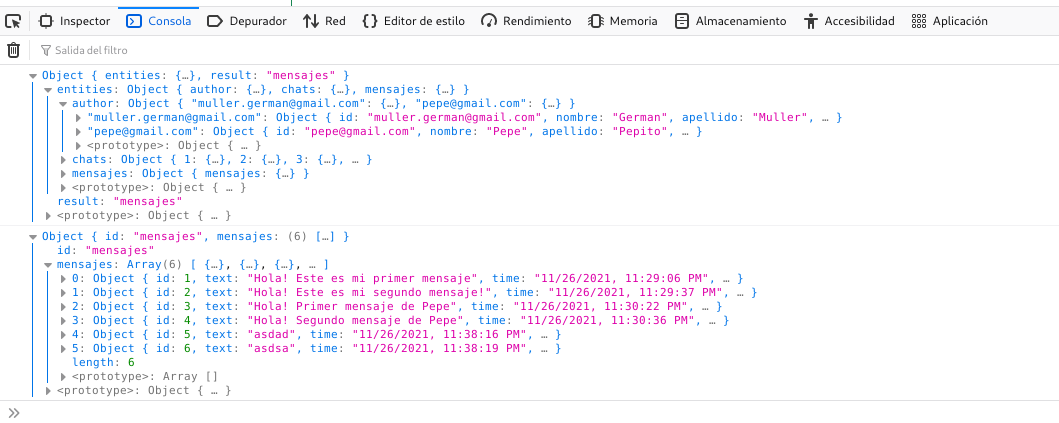 Inspector Consola Depurador Red Editor de estilo Rendimiento Memoria Almacenamiento Accesibilidad Aplicación
Salida del filtro
Object { entities: {…}, result: "mensajes" }
entities: Object { author: {…}, chats: {…}, mensajes: {…} }
author: Object { "muller.german@gmail.com": {…}, "pepe@gmail.com": {…} }
"muller.german@gmail.com": Object { id: "muller.german@gmail.com", nombre: "German", apellido: "Muller", … }
"pepe@gmail.com": Object { id: "pepe@gmail.com", nombre: "Pepe", apellido: "Pepito", … }
<prototype>: Object { … }
chats: Object { 1: {…}, 2: {…}, 3: {…}, … }
mensajes: Object { mensajes: {…} }
<prototype>: Object { … }
result: "mensajes"
<prototype>: Object { … }
Object { id: "mensajes", mensajes: (6) […] }
id: "mensajes"
mensajes: Array(6) [ {…}, {…}, {…}, … ]
0: Object { id: 1, text: "Hola! Este es mi primer mensaje", time: "11/26/2021, 11:29:06 PM", … }
1: Object { id: 2, text: "Hola! Este es mi segundo mensaje!", time: "11/26/2021, 11:29:37 PM", … }
2: Object { id: 3, text: "Hola! Primer mensaje de Pepe", time: "11/26/2021, 11:30:22 PM", … }
3: Object { id: 4, text: "Hola! Segundo mensaje de Pepe", time: "11/26/2021, 11:30:36 PM", … }
4: Object { id: 5, text: "asdad", time: "11/26/2021, 11:38:16 PM", … }
5: Object { id: 6, text: "asdsa", time: "11/26/2021, 11:38:19 PM", … }
length: 6
<prototype>: Array []
<prototype>: Object { … }